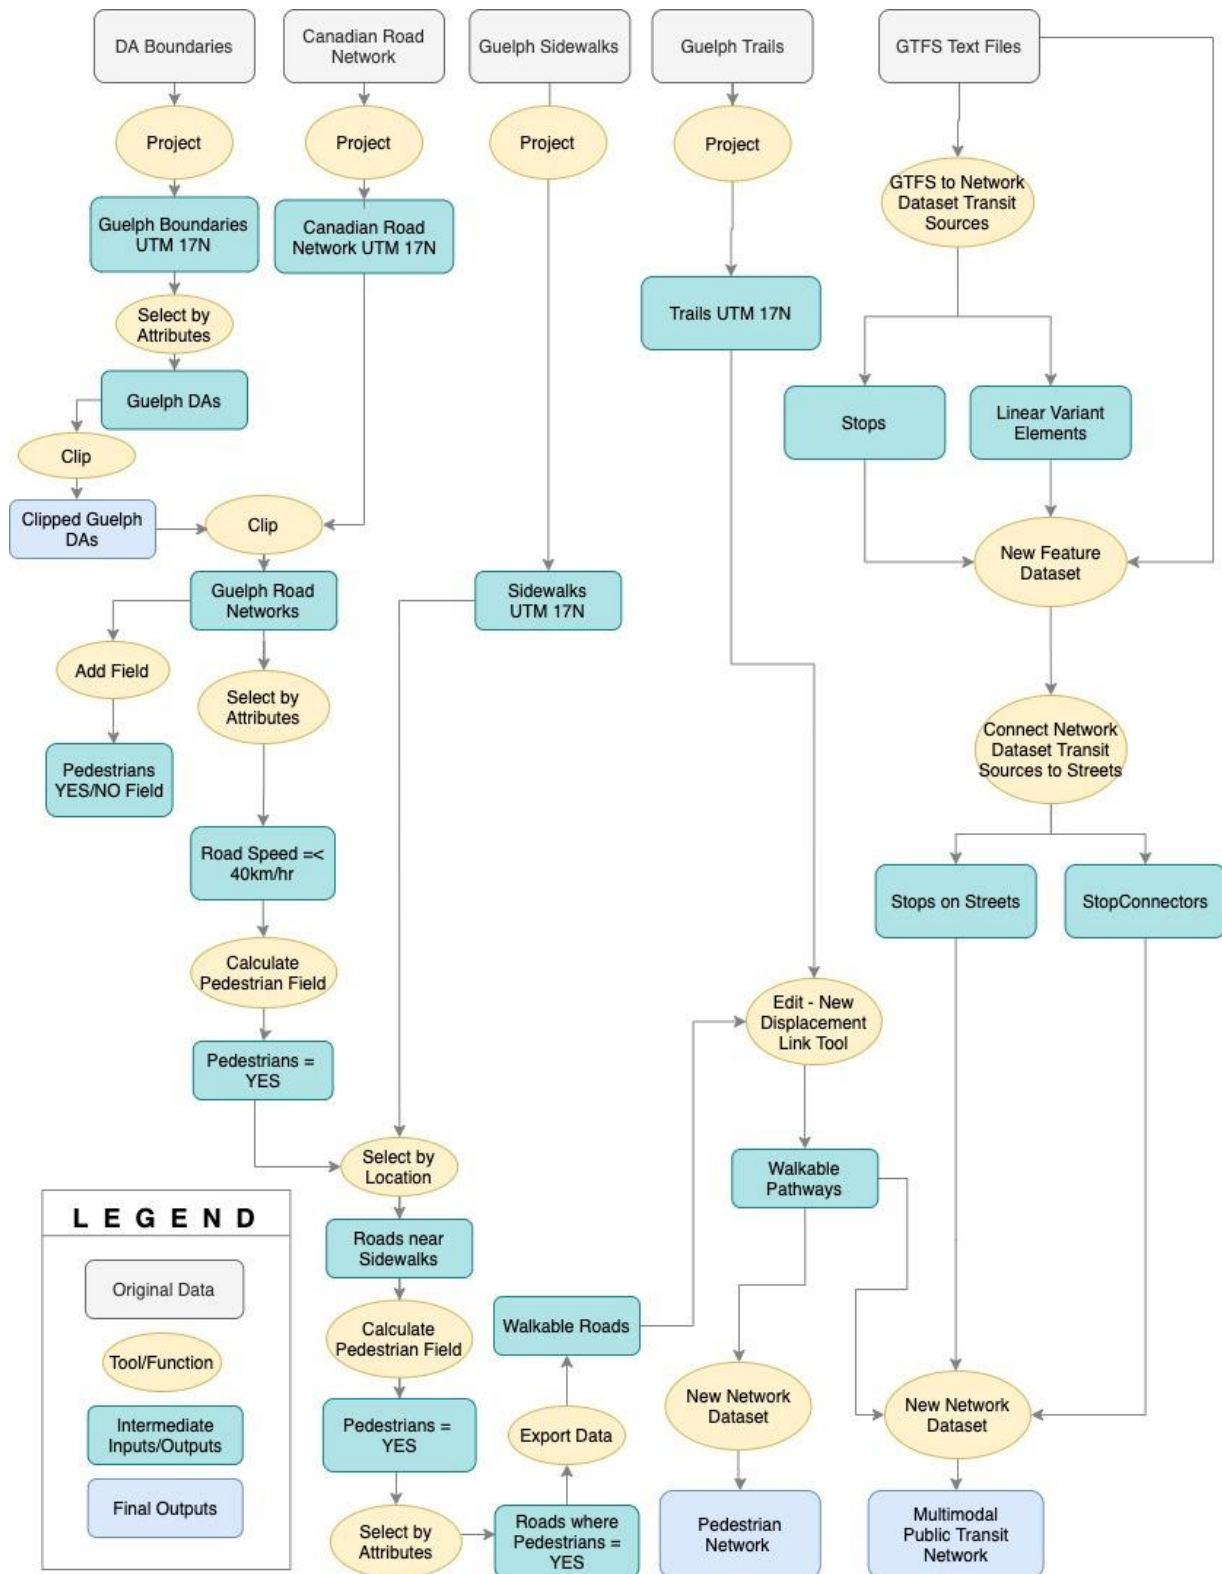 DA Boundaries
Canadian Road
Network
Guelph Sidewalks
Guelph Trails
GTFS Text Files
Project
Project
Project
Project
GTFS to Network
Dataset Transit
Sources
Guelph Boundaries
UTM 17N
Canadian Road
Network UTM 17N
Select by
Attributes
Trails UTM 17N
Guelph DAs
Stops
Linear Variant
Elements
Clip
Clipped Guelph
DAs
Clip
New Feature
Dataset
Guelph Road
Networks
Sidewalks
UTM 17N
Add Field
Select by
Attributes
Connect Network
Dataset Transit
Sources to Streets
Pedestrians
YES/NO Field
Road Speed =<
40km/hr
Stops on Streets
StopConnectors
Calculate
Pedestrian Field
Edit - New
Displacement
Link Tool
Pedestrians =
YES
Select by
Location
Walkable
Pathways
LEGEND
Original Data
Tool/Function
Intermediate
Inputs/Outputs
Final Outputs
Roads near
Sidewalks
Calculate
Pedestrian Field
Walkable Roads
Pedestrians =
YES
Export Data
New Network
Dataset
New Network
Dataset
Select by
Attributes
Roads where
Pedestrians =
YES
Pedestrian
Network
Multimodal
Public Transit
Network